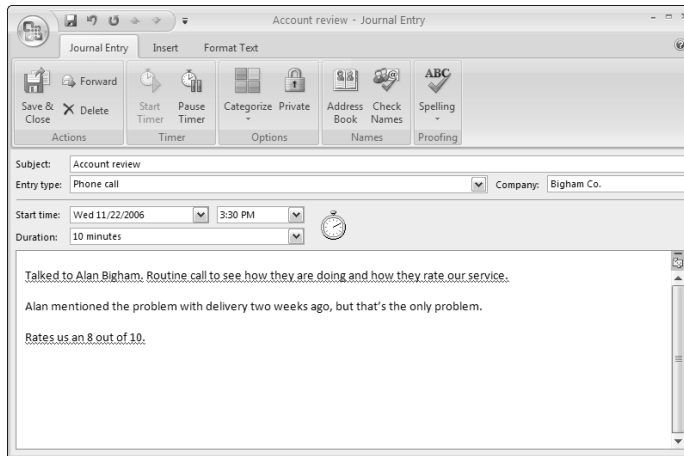 Account review - Journal Entry
Journal Entry Insert Format Text
Save & Close
Forward
Delete
Start Timer
Pause Timer
Categorize
Private
Address Book
Check Names
ABC
Spelling
Actions Timer Options Names Proofing
Subject: Account review
Entry type: Phone call Company: Bigham Co.
Start time: Wed 11/22/2006 3:30 PM
Duration: 10 minutes
Talked to Alan Bigham. Routine call to see how they are doing and how they rate our service.
Alan mentioned the problem with delivery two weeks ago, but that's the only problem.
Rates us an 8 out of 10.